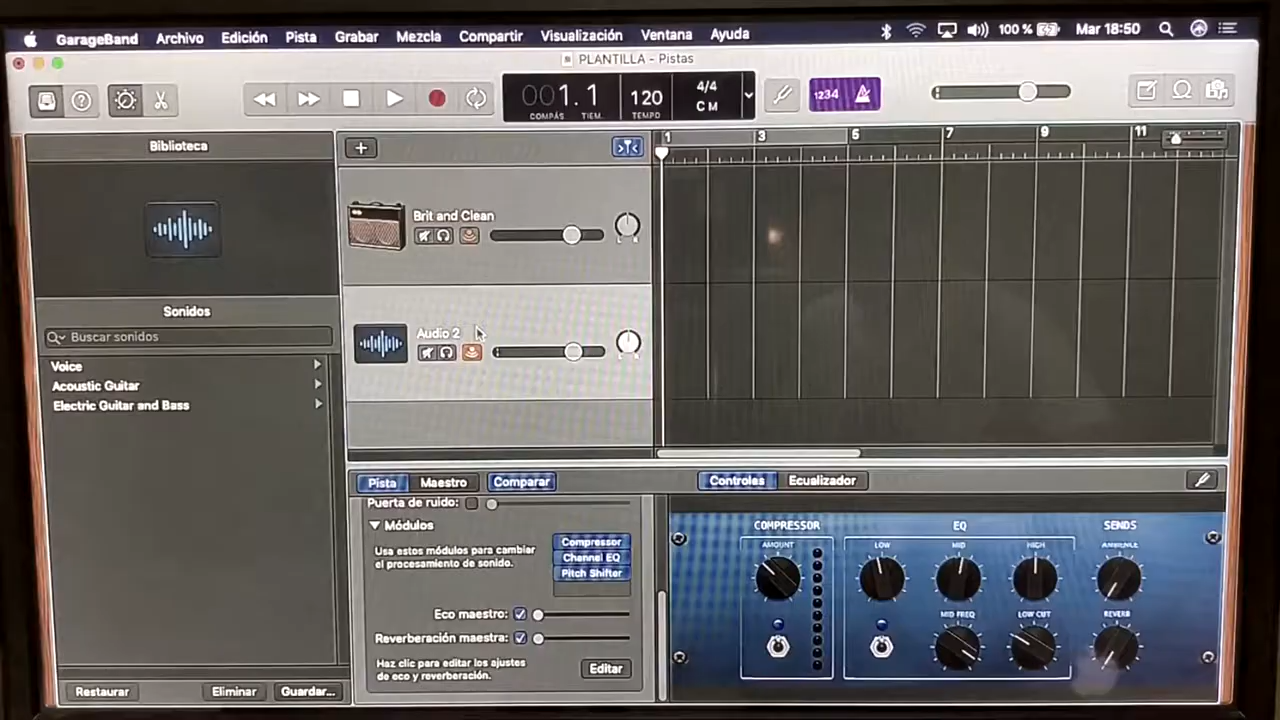 GarageBand Archivo Edición Pista Grabar Mezcla Compartir Visualización Ventana Ayuda 100 % Mar 18:50
PLANTILLA - Pistas
001.1 120 4/4
C M
COMPÁS TIEM. TEMPO
1234
Biblioteca
1 3 5 7 9 11
Brit and Clean
L R
Sonidos
Buscar sonidos
Audio 2
Voice
Acoustic Guitar
Electric Guitar and Bass
Pista Maestro Comparar Controles Ecualizador
Puerta de ruido:
Módulos
Usa estos módulos para cambiar
el procesamiento de sonido.
Compressor
Channel EQ
Pitch Shifter
Eco maestro:
Reverberación maestra:
Haz clic para editar los ajustes
de eco y reverberación.
Editar
COMPRESSOR EQ SENDS
AMOUNT LOW MID HIGH AMBIENCE
MID FREQ LOW CUT REVERB
Restaurar Eliminar Guardar...